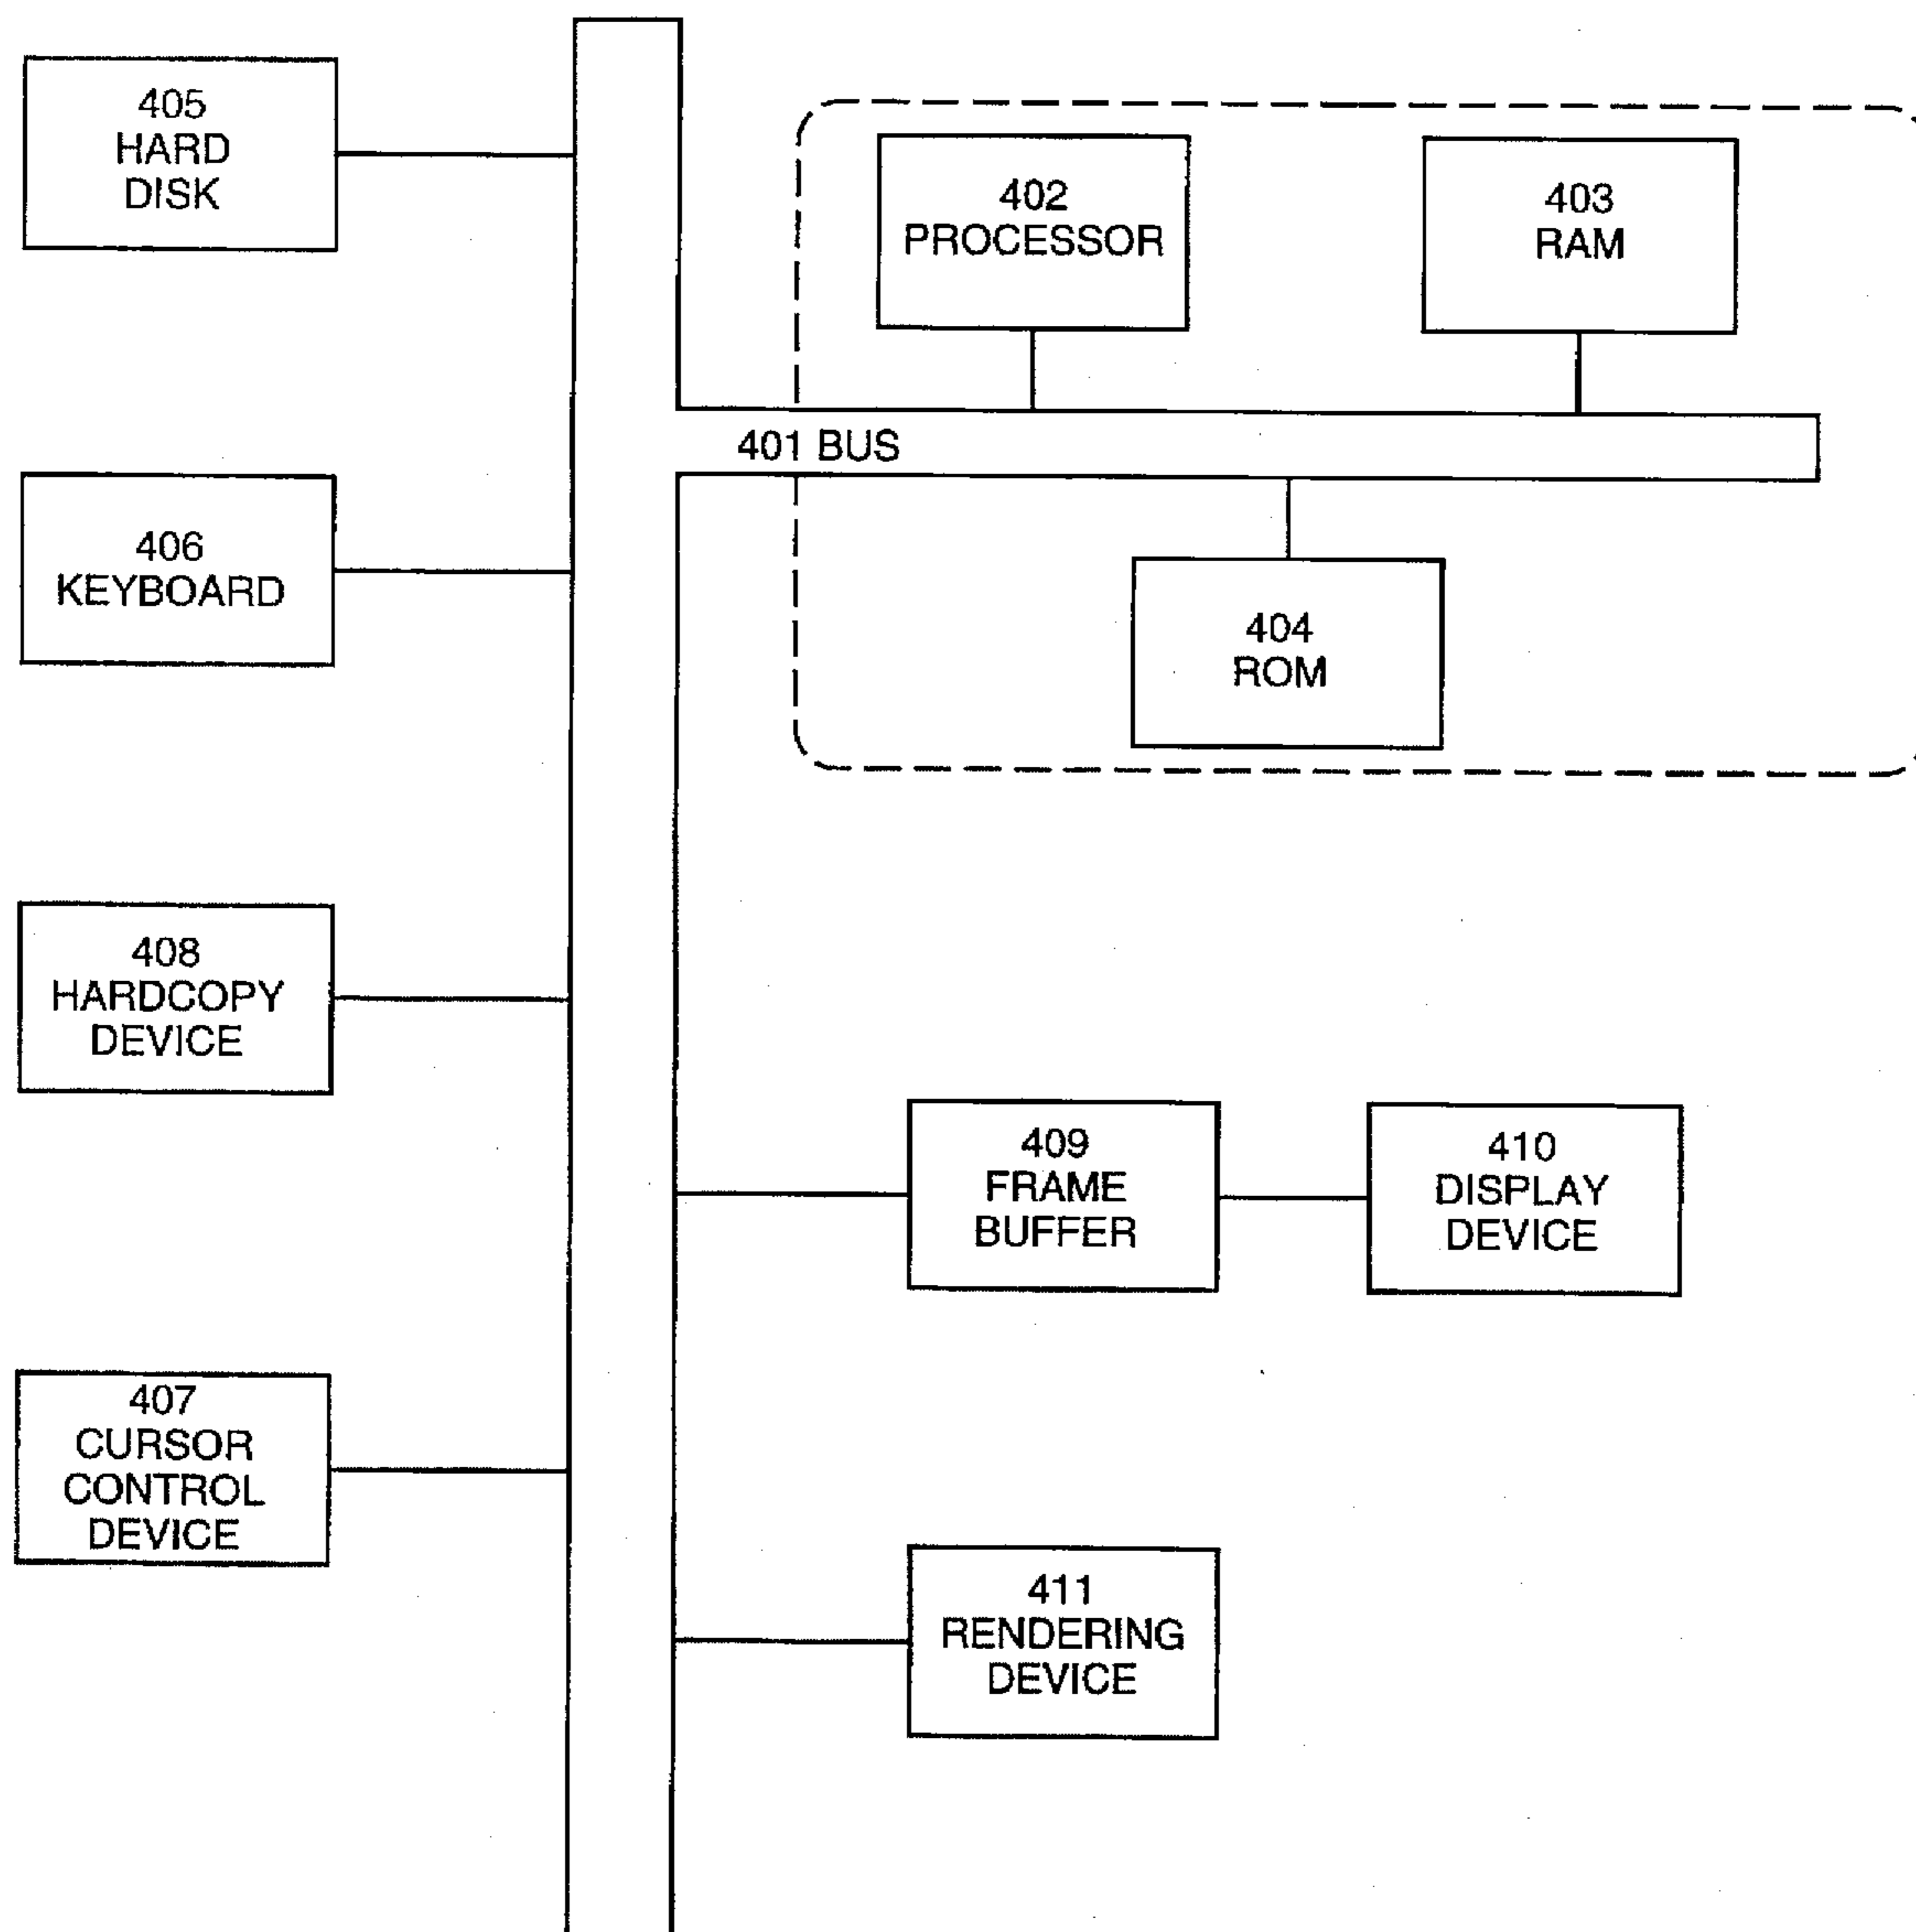 405
HARD
DISK
402
PROCESSOR
403
RAM
401 BUS
406
KEYBOARD
404
ROM
408
HARDCOPY
DEVICE
409
FRAME
BUFFER
410
DISPLAY
DEVICE
407
CURSOR
CONTROL
DEVICE
411
RENDERING
DEVICE